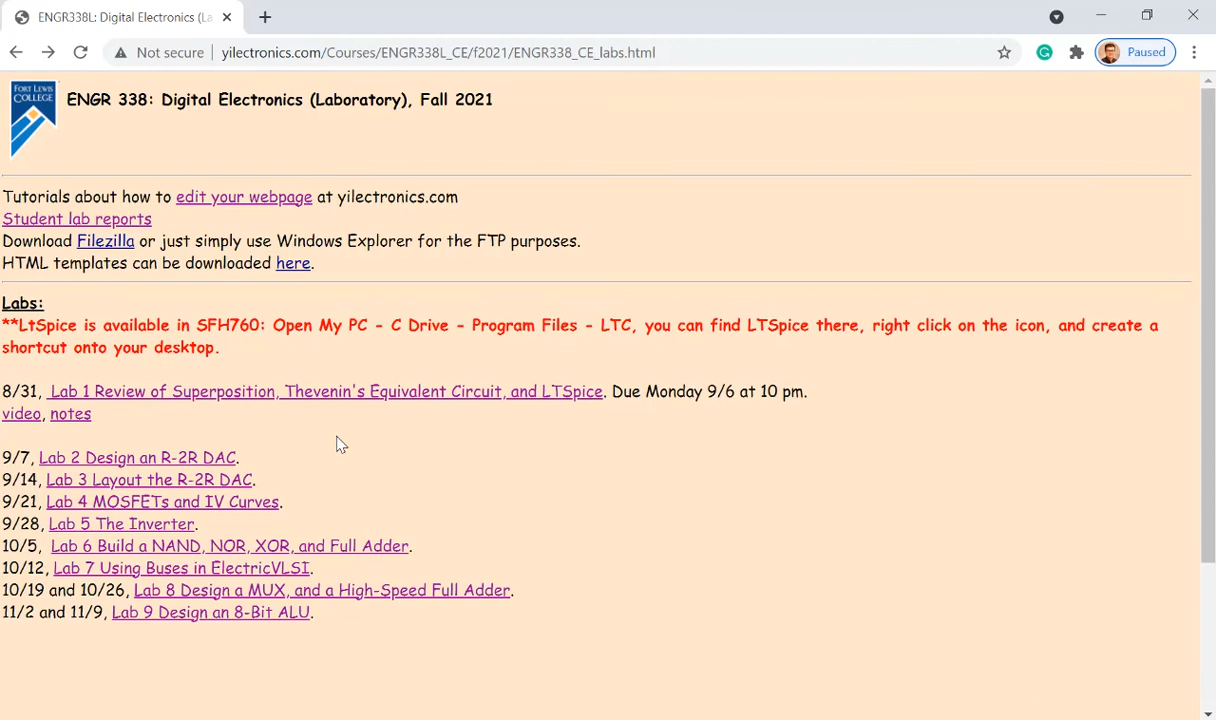 ENGR338L: Digital Electronics (La
Not secure | yilectronics.com/Courses/ENGR338L_CE/f2021/ENGR338_CE_labs.html
Paused
FORT LEWIS
COLLEGE
ENGR 338: Digital Electronics (Laboratory), Fall 2021
Tutorials about how to edit your webpage at yilectronics.com
Student lab reports
Download Filezilla or just simply use Windows Explorer for the FTP purposes.
HTML templates can be downloaded here.
Labs:
**LtSpice is available in SFH760: Open My PC - C Drive - Program Files - LTC, you can find LTSpice there, right click on the icon, and create a
shortcut onto your desktop.
8/31, Lab 1 Review of Superposition, Thevenin's Equivalent Circuit, and LTSpice. Due Monday 9/6 at 10 pm.
video, notes
9/7, Lab 2 Design an R-2R DAC.
9/14, Lab 3 Layout the R-2R DAC.
9/21, Lab 4 MOSFETs and IV Curves.
9/28, Lab 5 The Inverter.
10/5, Lab 6 Build a NAND, NOR, XOR, and Full Adder.
10/12, Lab 7 Using Buses in ElectricVLSI.
10/19 and 10/26, Lab 8 Design a MUX, and a High-Speed Full Adder.
11/2 and 11/9, Lab 9 Design an 8-Bit ALU.